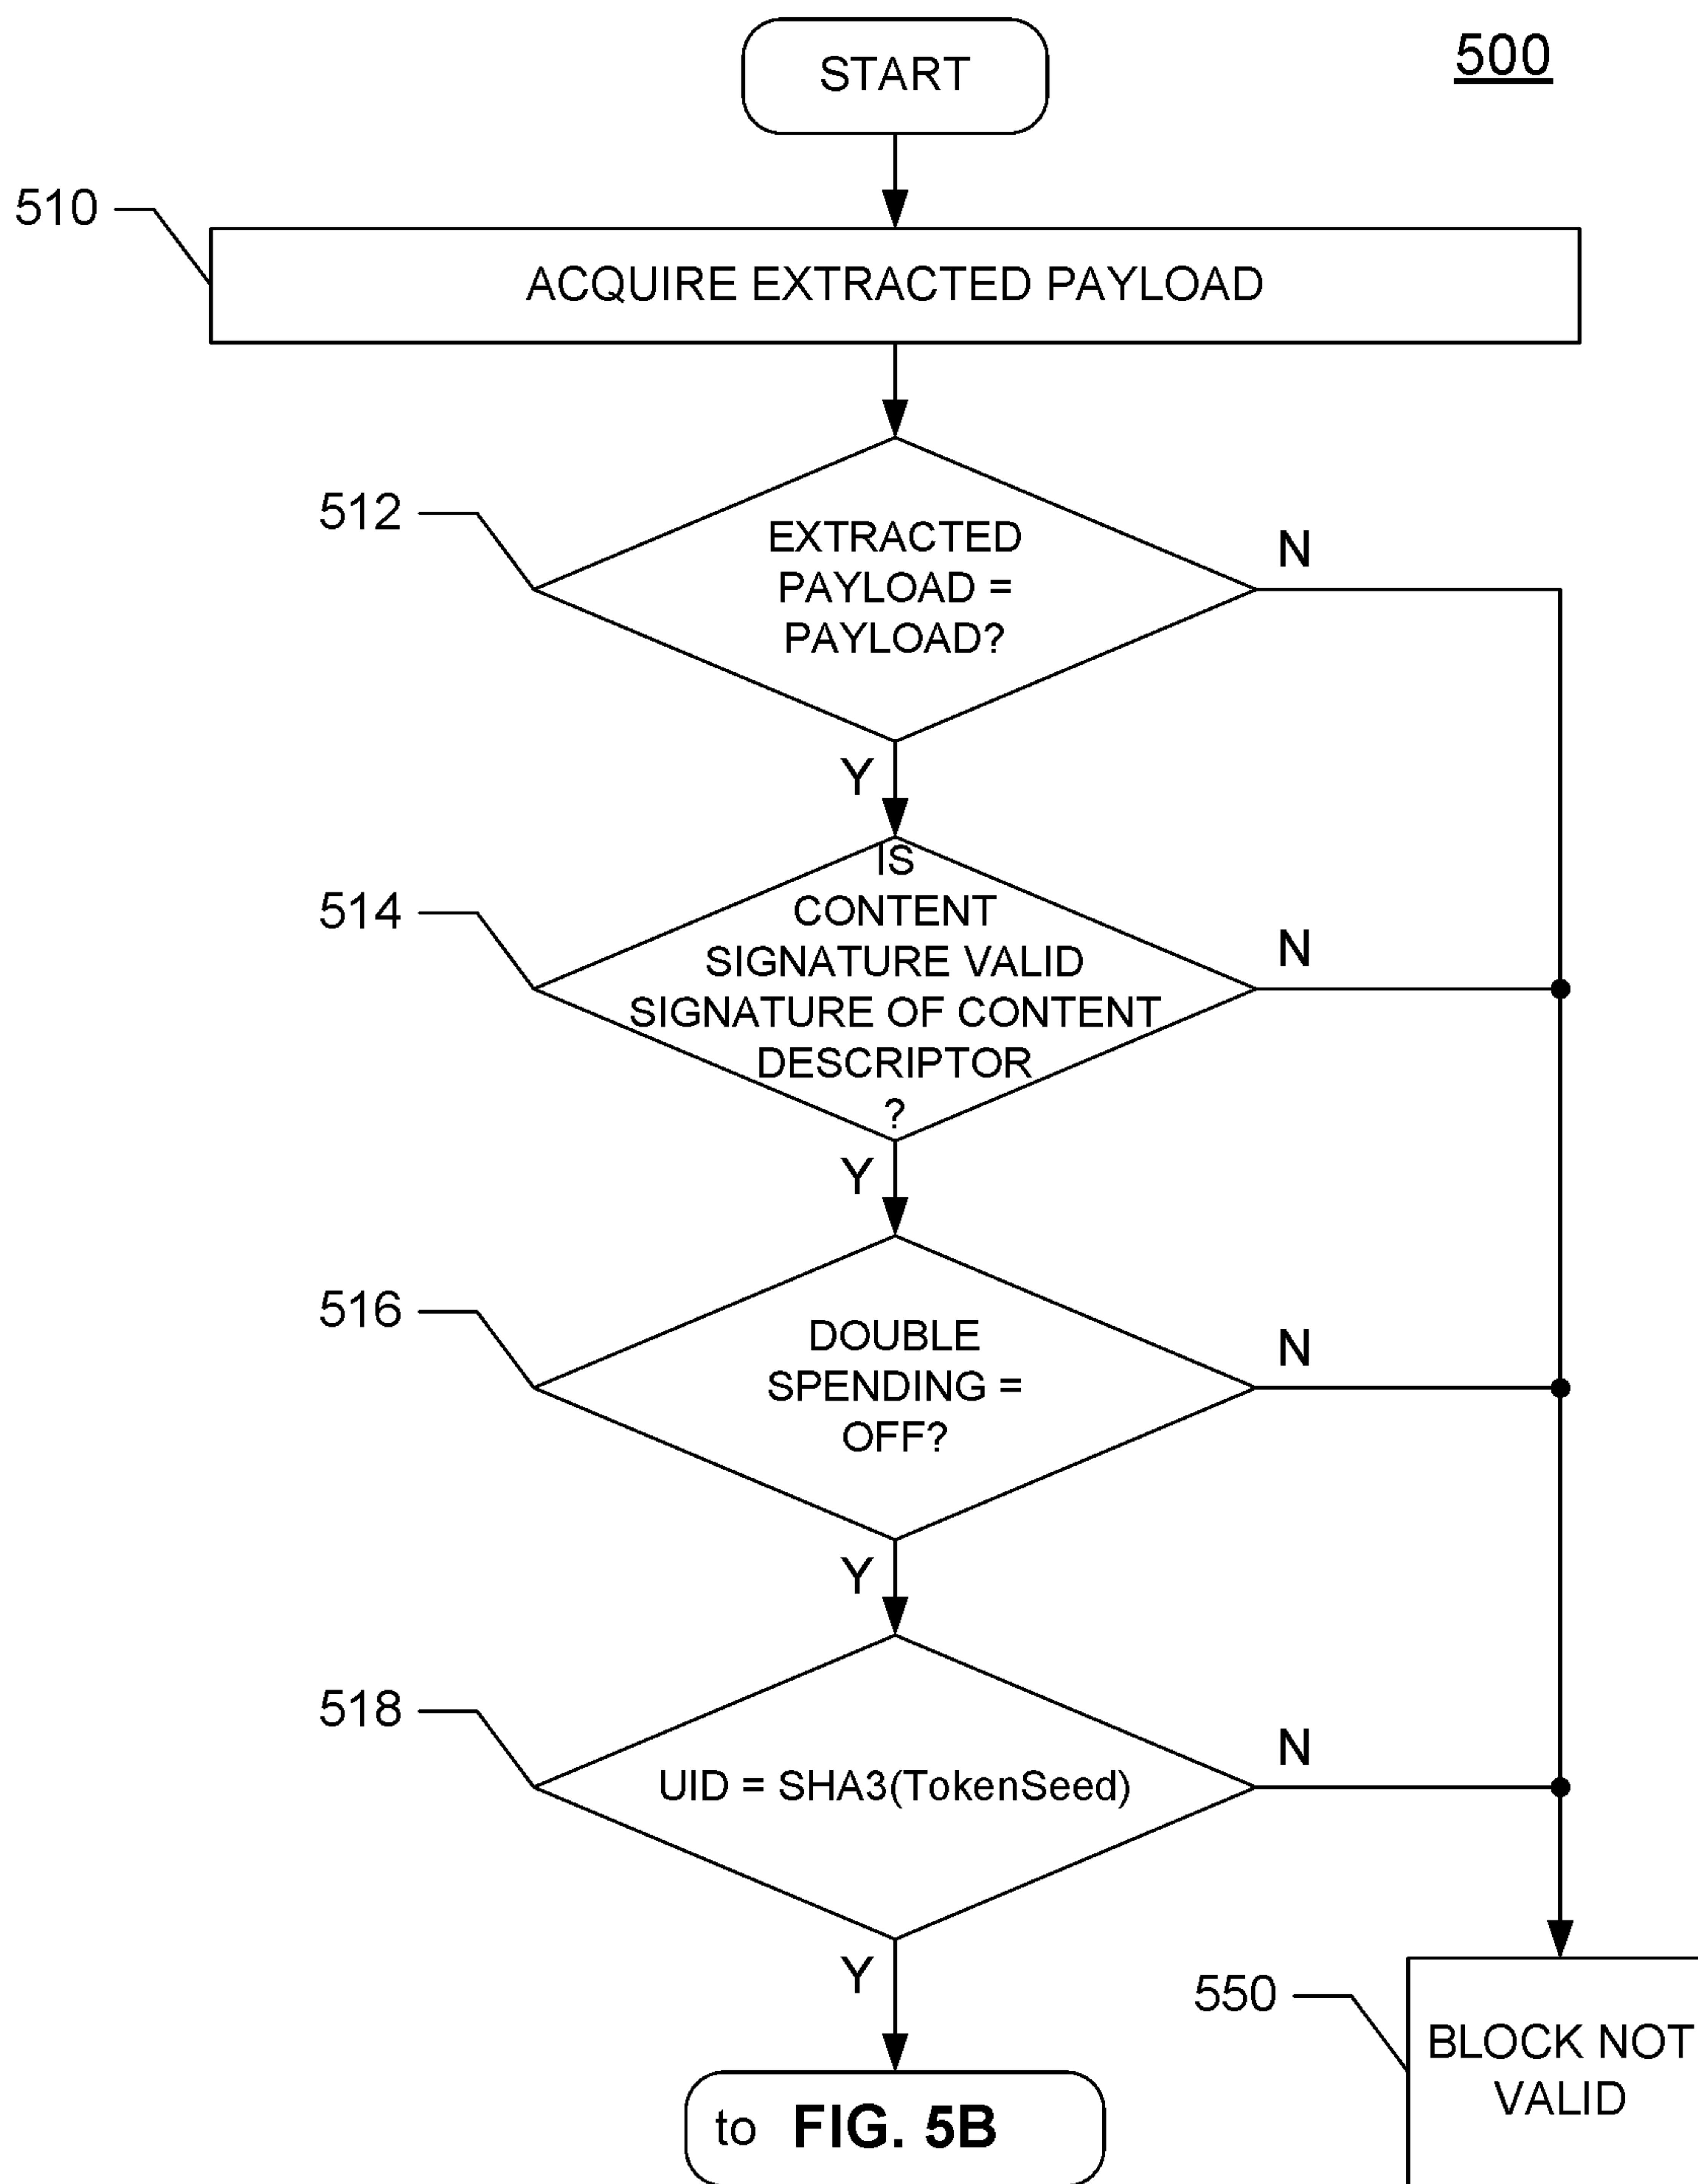 START
500
510
ACQUIRE EXTRACTED PAYLOAD
512
EXTRACTED
PAYLOAD =
PAYLOAD?
N
Y
514
IS
CONTENT
SIGNATURE VALID
SIGNATURE OF CONTENT
DESCRIPTOR
?
N
Y
516
DOUBLE
SPENDING =
OFF?
N
Y
518
UID = SHA3(TokenSeed)
N
Y
550
BLOCK NOT
VALID
to FIG. 5B